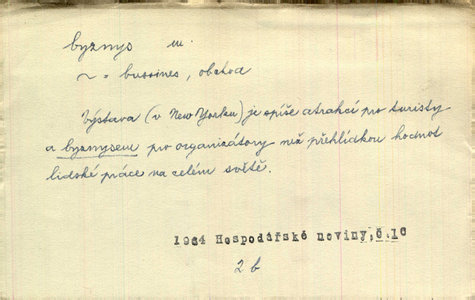 byznys m.
~ = bussines, obchod
Výstava (v New Yorku) je spíše atrakcí pro turisty
a byznysem pro organizátory než přehlídkou hodnot
lidské práce na celém světě.
1964 Hospodářské noviny, č. 10
2 b